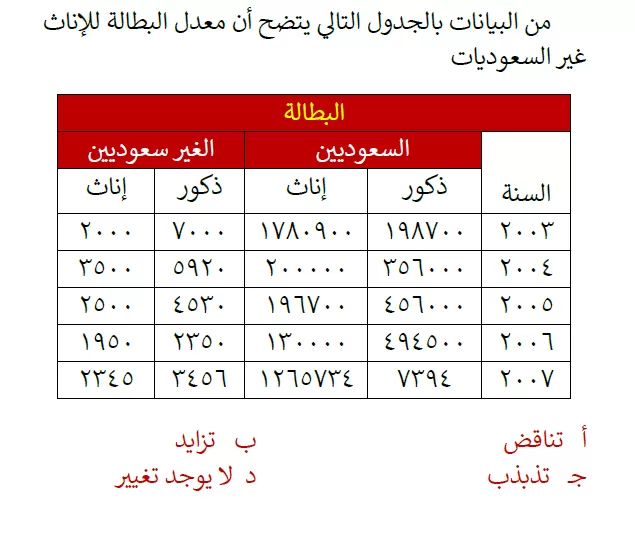 من البيانات بالجدول التالي يتضح أن معدل البطالة للإناث
غير السعوديات
البطالة
السنة السعوديين الغير سعوديين
ذكور إناث ذكور إناث
٢٠٠٣ ١٩٨٧٠٠ ١٧٨٠٩٠٠ ٧٠٠٠ ٢٠٠٠
٢٠٠٤ ٣٥٦٠٠٠ ٢٠٠٠٠٠ ٥٩٢٠ ٣٥٠٠
٢٠٠٥ ٤٥٦٠٠٠ ١٩٦٧٠٠ ٤٥٣٠ ٢٥٠٠
٢٠٠٦ ٤٩٤٥٠٠ ١٣٠٠٠٠ ٢٣٥٠ ١٩٥٠
٢٠٠٧ ٧٣٩٤ ١٢٦٥٧٣٤ ٣٤٥٦ ٢٣٤٥
أ تناقض ب تزايد
جـ تذبذب د لا يوجد تغيير